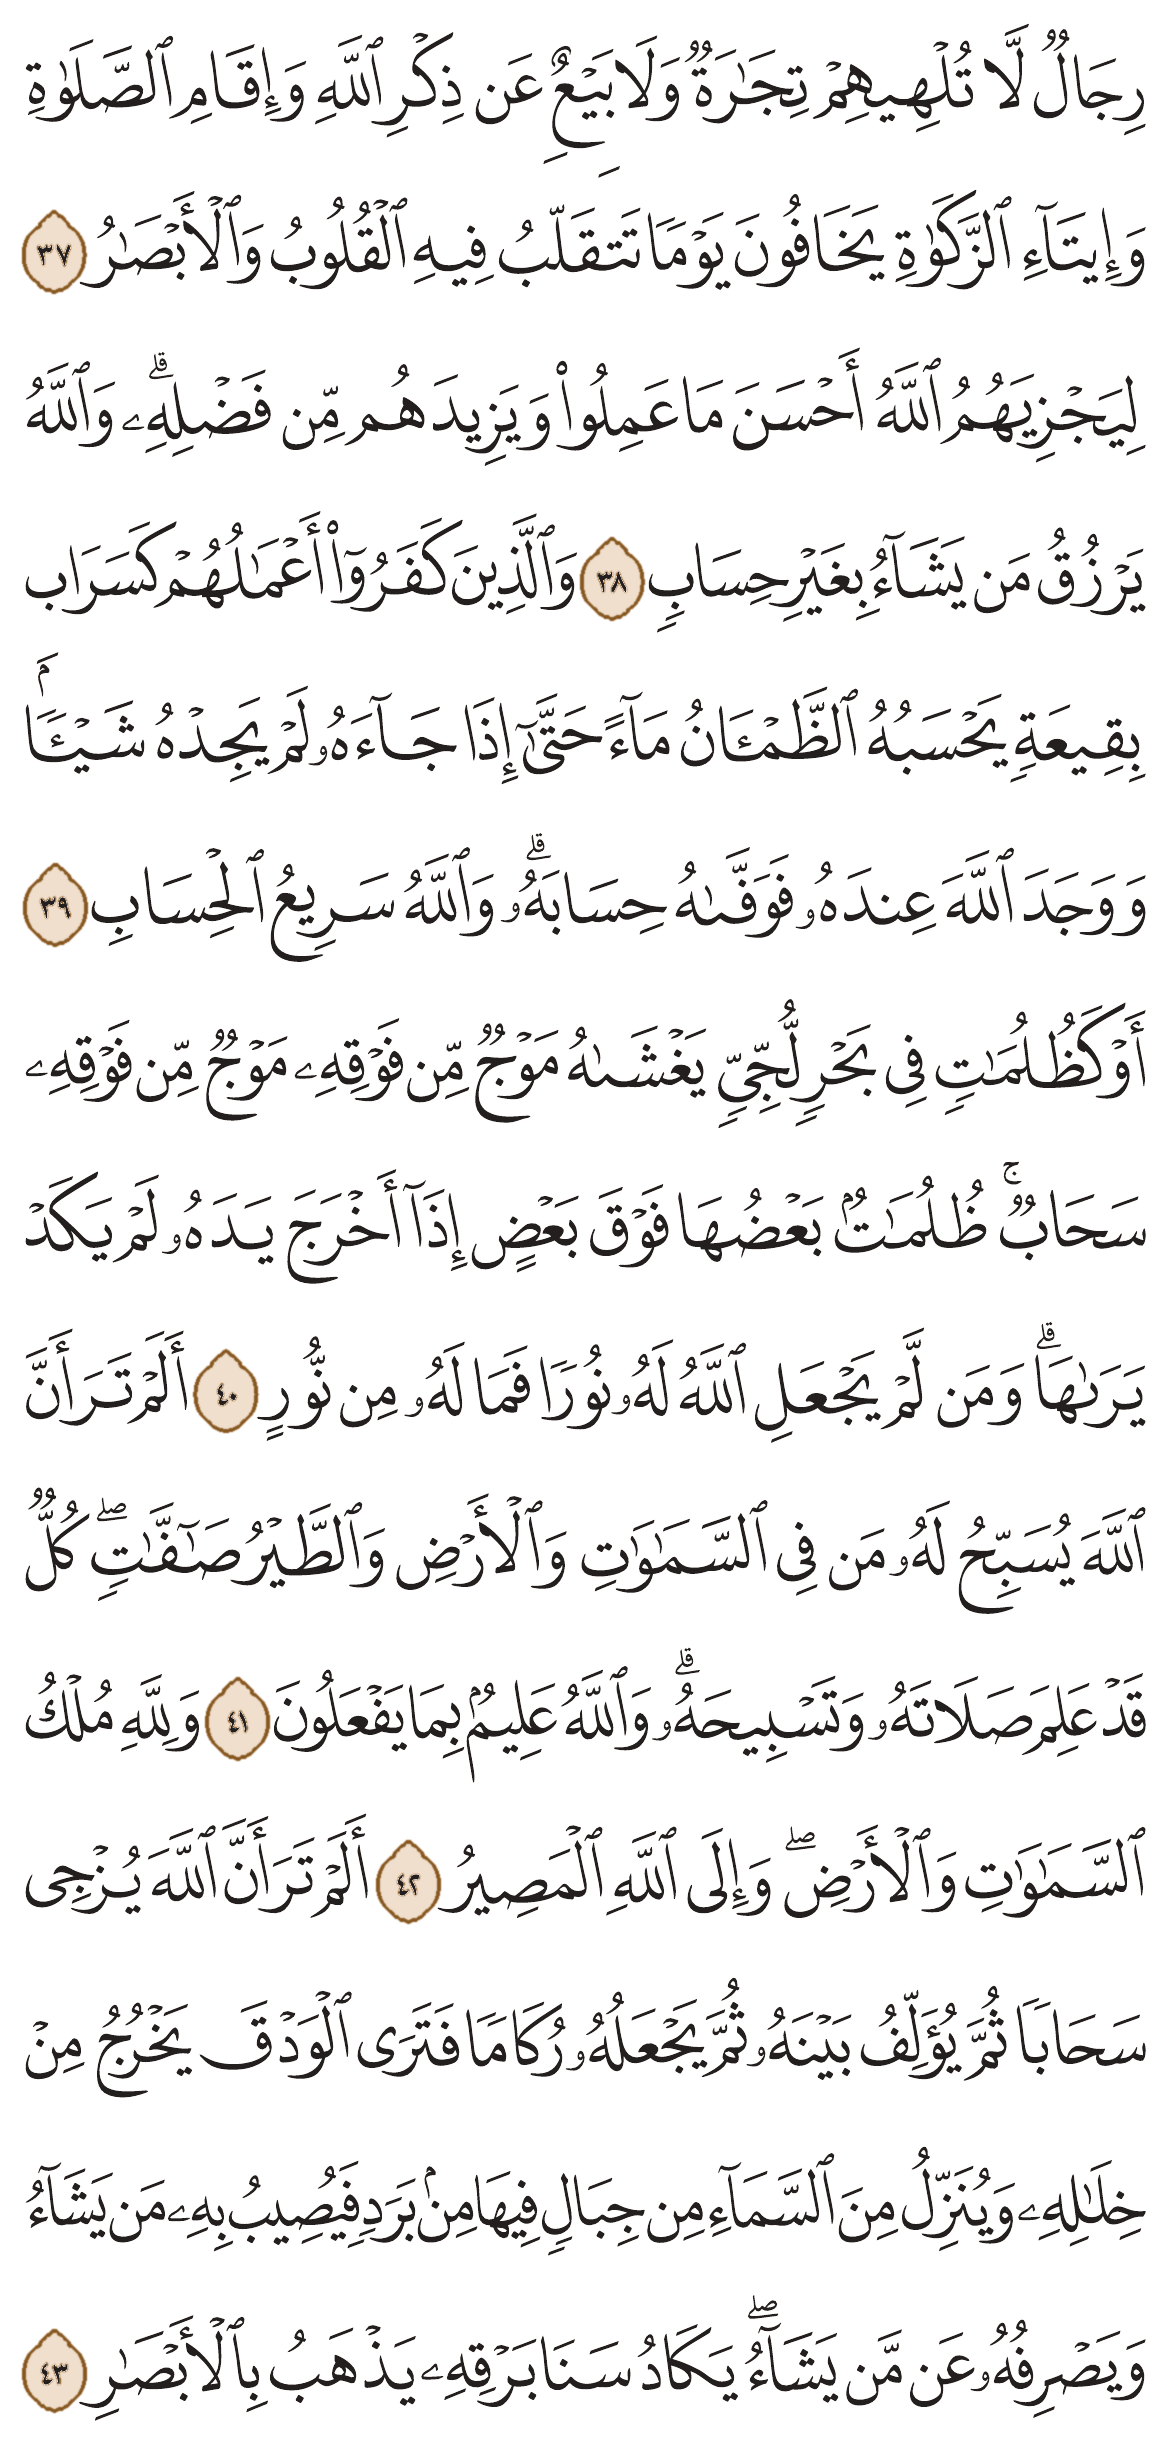 رِجَالٌ لَّا تُلْهِيهِمْ تِجَٰرَةٌ وَلَا بَيْعٌ عَن ذِكْرِ ٱللَّهِ وَإِقَامِ ٱلصَّلَوٰةِ
وَإِيتَآءِ ٱلزَّكَوٰةِ يَخَافُونَ يَوْمًا تَتَقَلَّبُ فِيهِ ٱلْقُلُوبُ وَٱلْأَبْصَٰرُ ٣٧
لِيَجْزِيَهُمُ ٱللَّهُ أَحْسَنَ مَا عَمِلُوا۟ وَيَزِيدَهُم مِّن فَضْلِهِۦ ۗ وَٱللَّهُ
يَرْزُقُ مَن يَشَآءُ بِغَيْرِ حِسَابٍ ٣٨ وَٱلَّذِينَ كَفَرُوٓا۟ أَعْمَٰلُهُمْ كَسَرَابٍ
بِقِيعَةٍ يَحْسَبُهُ ٱلظَّمْـَٔانُ مَآءً حَتَّىٰٓ إِذَا جَآءَهُۥ لَمْ يَجِدْهُ شَيْـًٔا
وَوَجَدَ ٱللَّهَ عِندَهُۥ فَوَفَّىٰهُ حِسَابَهُۥ ۗ وَٱللَّهُ سَرِيعُ ٱلْحِسَابِ ٣٩
أَوْ كَظُلُمَٰتٍ فِى بَحْرٍ لُّجِّىٍّ يَغْشَىٰهُ مَوْجٌ مِّن فَوْقِهِۦ مَوْجٌ مِّن فَوْقِهِۦ
سَحَابٌ ۚ ظُلُمَٰتٌۢ بَعْضُهَا فَوْقَ بَعْضٍ إِذَآ أَخْرَجَ يَدَهُۥ لَمْ يَكَدْ
يَرَىٰهَا ۗ وَمَن لَّمْ يَجْعَلِ ٱللَّهُ لَهُۥ نُورًا فَمَا لَهُۥ مِن نُّورٍ ٤٠ أَلَمْ تَرَ أَنَّ
ٱللَّهَ يُسَبِّحُ لَهُۥ مَن فِى ٱلسَّمَٰوَٰتِ وَٱلْأَرْضِ وَٱلطَّيْرُ صَٰٓفَّٰتٍ ۖ كُلٌّ
قَدْ عَلِمَ صَلَاتَهُۥ وَتَسْبِيحَهُۥ ۗ وَٱللَّهُ عَلِيمٌۢ بِمَا يَفْعَلُونَ ٤١ وَلِلَّهِ مُلْكُ
ٱلسَّمَٰوَٰتِ وَٱلْأَرْضِ ۖ وَإِلَى ٱللَّهِ ٱلْمَصِيرُ ٤٢ أَلَمْ تَرَ أَنَّ ٱللَّهَ يُزْجِى
سَحَابًا ثُمَّ يُؤَلِّفُ بَيْنَهُۥ ثُمَّ يَجْعَلُهُۥ رُكَامًا فَتَرَى ٱلْوَدْقَ يَخْرُجُ مِنْ
خِلَٰلِهِۦ وَيُنَزِّلُ مِنَ ٱلسَّمَآءِ مِن جِبَالٍ فِيهَا مِنۢ بَرَدٍ فَيُصِيبُ بِهِۦ مَن يَشَآءُ
وَيَصْرِفُهُۥ عَن مَّن يَشَآءُ ۖ يَكَادُ سَنَا بَرْقِهِۦ يَذْهَبُ بِٱلْأَبْصَٰرِ ٤٣